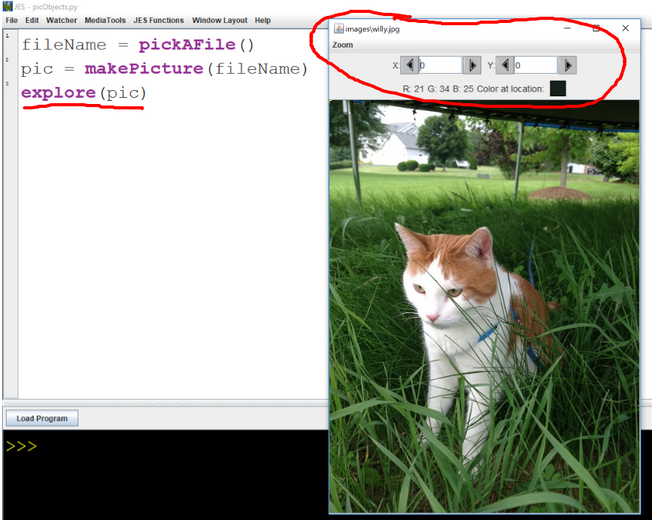 JES - picObjects.py
File Edit Watcher MediaTools JES Functions Window Layout Help
1
fileName = pickAFile()
2
pic = makePicture(fileName)
3
explore(pic)
images\willy.jpg
Zoom
X: 0 Y: 0
R: 21 G: 34 B: 25 Color at location:
Load Program
>>>